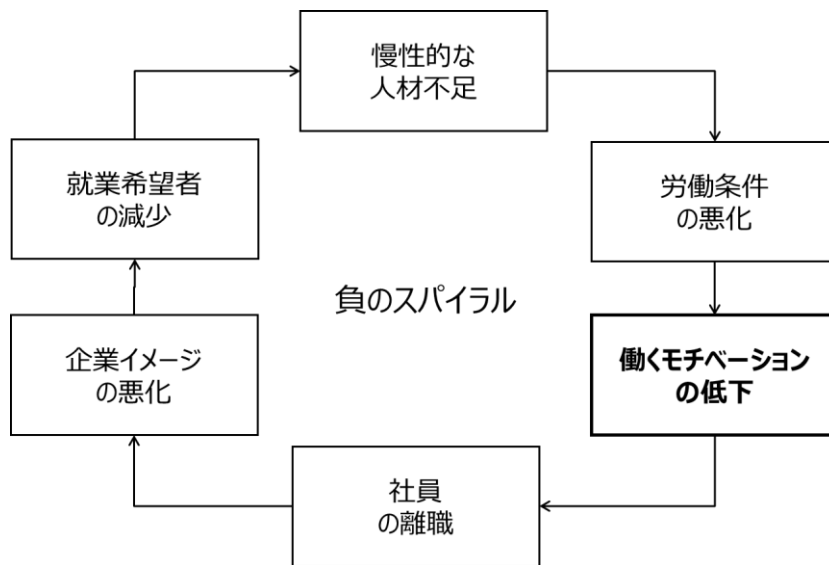 慢性的な
人材不足
労働条件
の悪化
働くモチベーション
の低下
社員
の離職
企業イメージ
の悪化
就業希望者
の減少
負のスパイラル